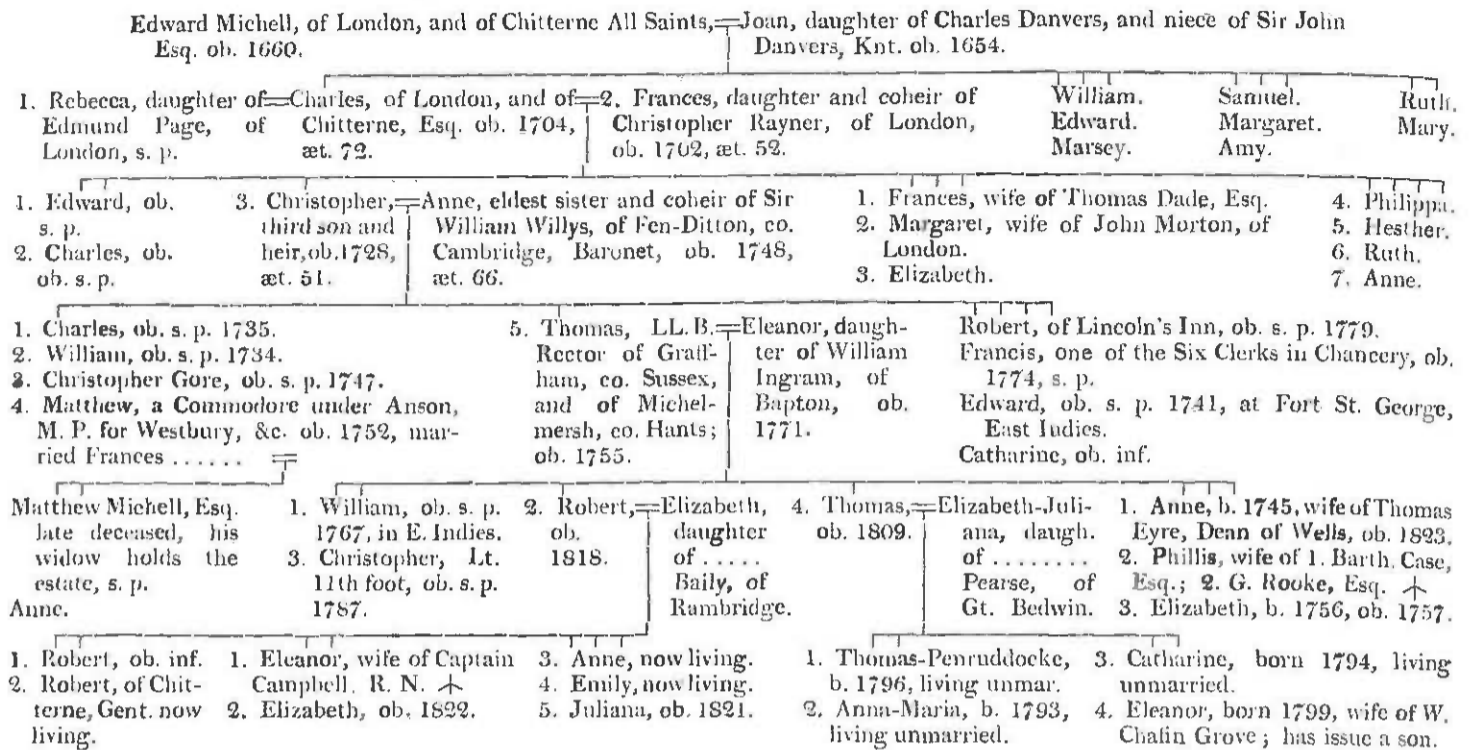 Edward Michell, of London, and of Chitterne All Saints,
Esq. ob. 1660.
Joan, daughter of Charles Danvers, and niece of Sir John
Danvers, Knt. ob. 1654.
1. Rebecca, daughter of
Edmund Page, of
London, s. p.
Charles, of London, and of
Chitterne, Esq. ob. 1704,
æt. 72.
2. Frances, daughter and coheir of
Christopher Rayner, of London,
ob. 1702, æt. 52.
William.
Edward.
Marsey.
Samuel.
Margaret.
Amy.
Ruth.
Mary.
1. Edward, ob.
s. p.
2. Charles, ob.
ob. s. p.
3. Christopher,
third son and
heir, ob. 1728,
æt. 51.
Anne, eldest sister and coheir of Sir
William Willys, of Fen-Ditton, co.
Cambridge, Baronet, ob. 1748,
æt. 66.
1. Frances, wife of Thomas Dade, Esq.
2. Margaret, wife of John Morton, of
London.
3. Elizabeth.
4. Philippa.
5. Hesther.
6. Ruth.
7. Anne.
1. Charles, ob. s. p. 1735.
2. William, ob. s. p. 1734.
3. Christopher Gore, ob. s. p. 1747.
4. Matthew, a Commodore under Anson,
M. P. for Westbury, &c. ob. 1752, mar-
ried Frances ......
5. Thomas, LL. B.
Rector of Graff-
ham, co. Sussex,
and of Michel-
mersh, co. Hants;
ob. 1755.
Eleanor, daugh-
ter of William
Ingram, of
Bapton, ob.
1771.
Robert, of Lincoln's Inn, ob. s. p. 1779.
Francis, one of the Six Clerks in Chancery, ob.
1774, s. p.
Edward, ob. s. p. 1741, at Fort St. George,
East Indies.
Catharine, ob. inf.
Matthew Michell, Esq.
late deceased, his
widow holds the
estate, s. p.
Anne.
1. William, ob. s. p.
1767, in E. Indies.
3. Christopher, Lt.
11th foot, ob. s. p.
1787.
2. Robert,
ob.
1818.
Elizabeth,
daughter
of .....
Baily, of
Rambridge.
4. Thomas,
ob. 1809.
Elizabeth-Juli-
ana, daugh.
of ........
Pearse, of
Gt. Bedwin.
1. Anne, b. 1745, wife of Thomas
Eyre, Dean of Wells, ob. 1823.
2. Phillis, wife of 1. Barth. Case,
Esq.; 2. G. Rooke, Esq.
3. Elizabeth, b. 1756, ob. 1757.
1. Robert, ob. inf.
2. Robert, of Chit-
terne, Gent. now
living.
1. Eleanor, wife of Captain
Campbell, R. N.
2. Elizabeth, ob. 1822.
3. Anne, now living.
4. Emily, now living.
5. Juliana, ob. 1821.
1. Thomas-Penruddocke,
b. 1796, living unmar.
2. Anna-Maria, b. 1793,
living unmarried.
3. Catharine, born 1794, living
unmarried.
4. Eleanor, born 1799, wife of W.
Chafin Grove; has issue a son.